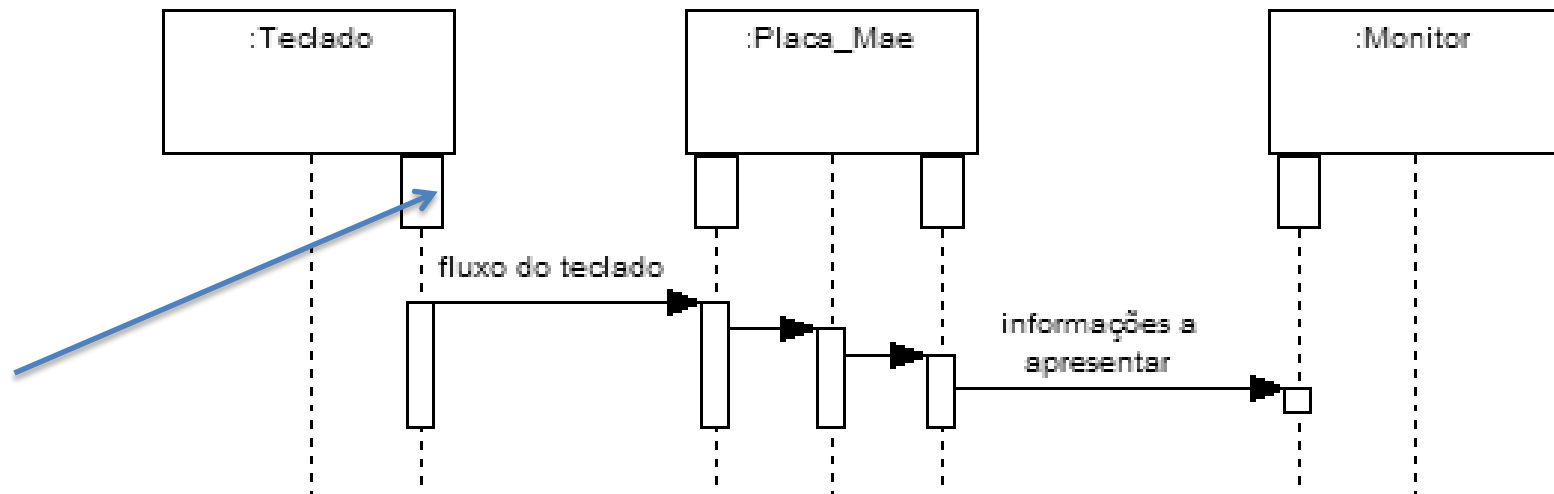 :Teclado
:Placa_Mae
:Monitor
fluxo do teclado
informações a
apresentar